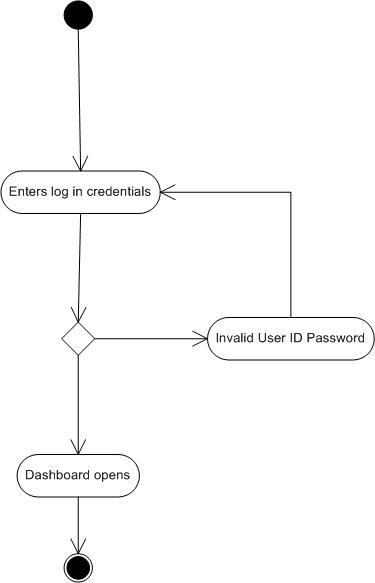 Enters log in credentials
Invalid User ID Password
Dashboard opens